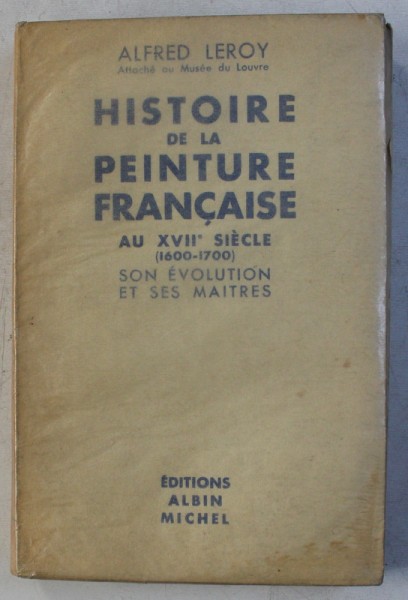 ALFRED LEROY
Attaché au Musée du Louvre
HISTOIRE
DE LA
PEINTURE
FRANÇAISE
AU XVIIe SIÈCLE
(1600-1700)
SON ÉVOLUTION
ET SES MAITRES
ÉDITIONS
ALBIN
MICHEL